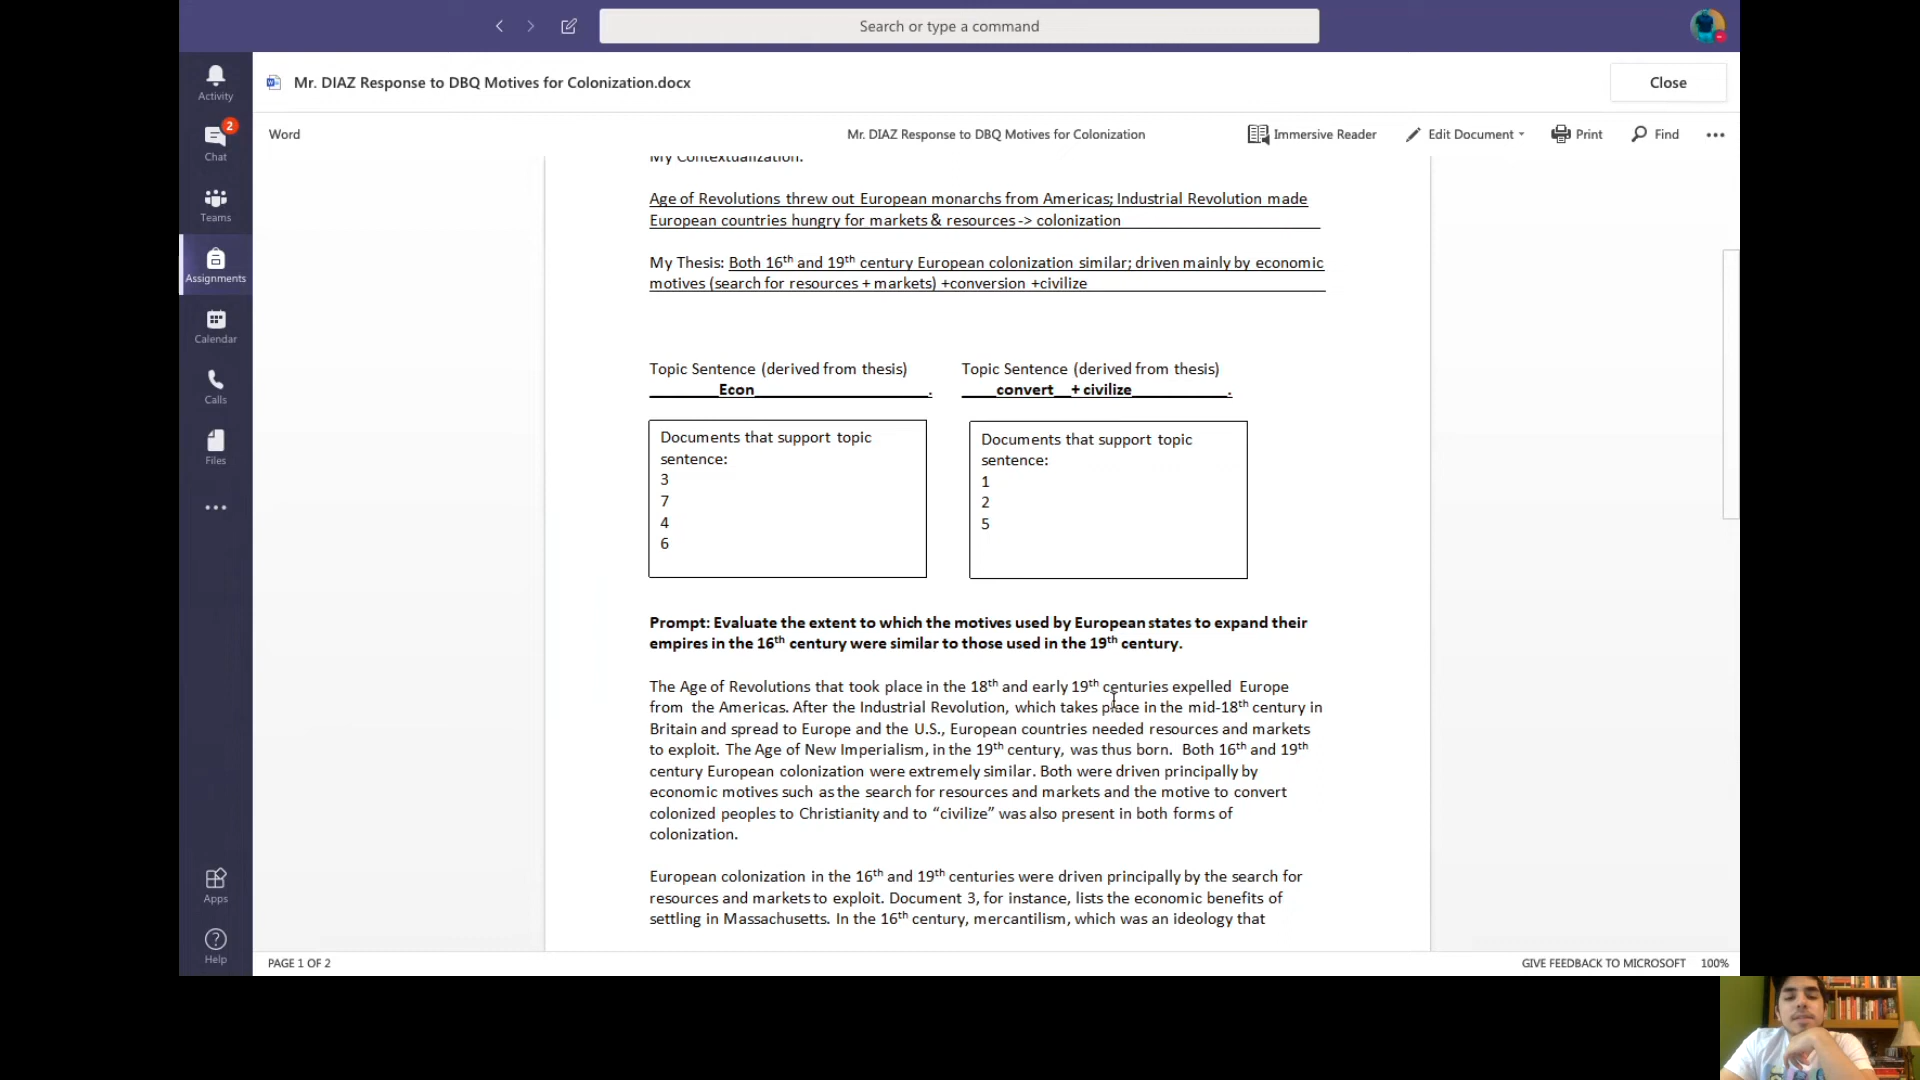 Search or type a command
Activity
2
Chat
Teams
Assignments
Calendar
Calls
Files
Apps
Help
Mr. DIAZ Response to DBQ Motives for Colonization.docx
Close
Word
Mr. DIAZ Response to DBQ Motives for Colonization
Immersive Reader
Edit Document
Print
Find
My Contextualization:
Age of Revolutions threw out European monarchs from Americas; Industrial Revolution made
European countries hungry for markets & resources -> colonization
My Thesis: Both 16th and 19th century European colonization similar; driven mainly by economic
motives (search for resources + markets) +conversion +civilize
Topic Sentence (derived from thesis)
________Econ____________________.
Topic Sentence (derived from thesis)
____convert__+ civilize___________.
Documents that support topic
sentence:
3
7
4
6
Documents that support topic
sentence:
1
2
5
Prompt: Evaluate the extent to which the motives used by European states to expand their
empires in the 16th century were similar to those used in the 19th century.
The Age of Revolutions that took place in the 18th and early 19th centuries expelled Europe
from the Americas. After the Industrial Revolution, which takes place in the mid-18th century in
Britain and spread to Europe and the U.S., European countries needed resources and markets
to exploit. The Age of New Imperialism, in the 19th century, was thus born. Both 16th and 19th
century European colonization were extremely similar. Both were driven principally by
economic motives such as the search for resources and markets and the motive to convert
colonized peoples to Christianity and to “civilize” was also present in both forms of
colonization.
European colonization in the 16th and 19th centuries were driven principally by the search for
resources and markets to exploit. Document 3, for instance, lists the economic benefits of
settling in Massachusetts. In the 16th century, mercantilism, which was an ideology that
PAGE 1 OF 2
GIVE FEEDBACK TO MICROSOFT
100%